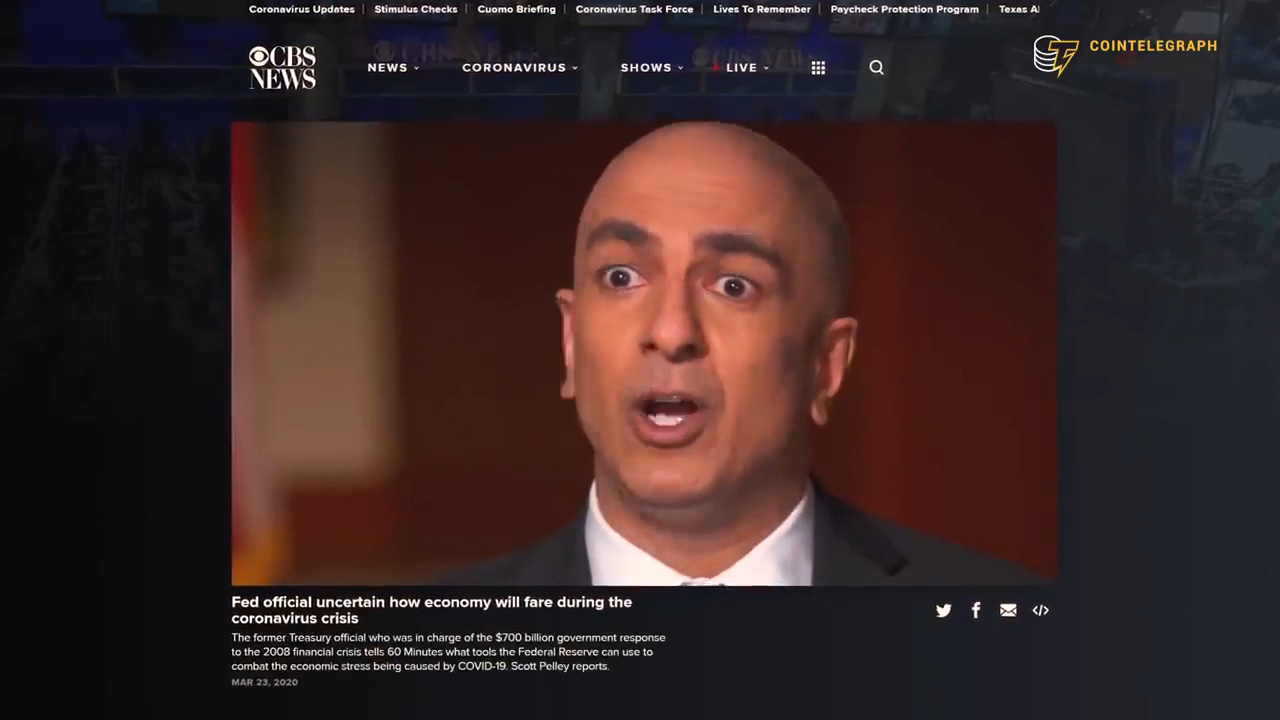 Coronavirus Updates Stimulus Checks Cuomo Briefing Coronavirus Task Force Lives To Remember Paycheck Protection Program Texas
COINTELEGRAPH
CBS NEWS
NEWS CORONAVIRUS SHOWS LIVE
Fed official uncertain how economy will fare during the
coronavirus crisis
The former Treasury official who was in charge of the $700 billion government response
to the 2008 financial crisis tells 60 Minutes what tools the Federal Reserve can use to
combat the economic stress being caused by COVID-19. Scott Pelley reports.
MAR 23, 2020